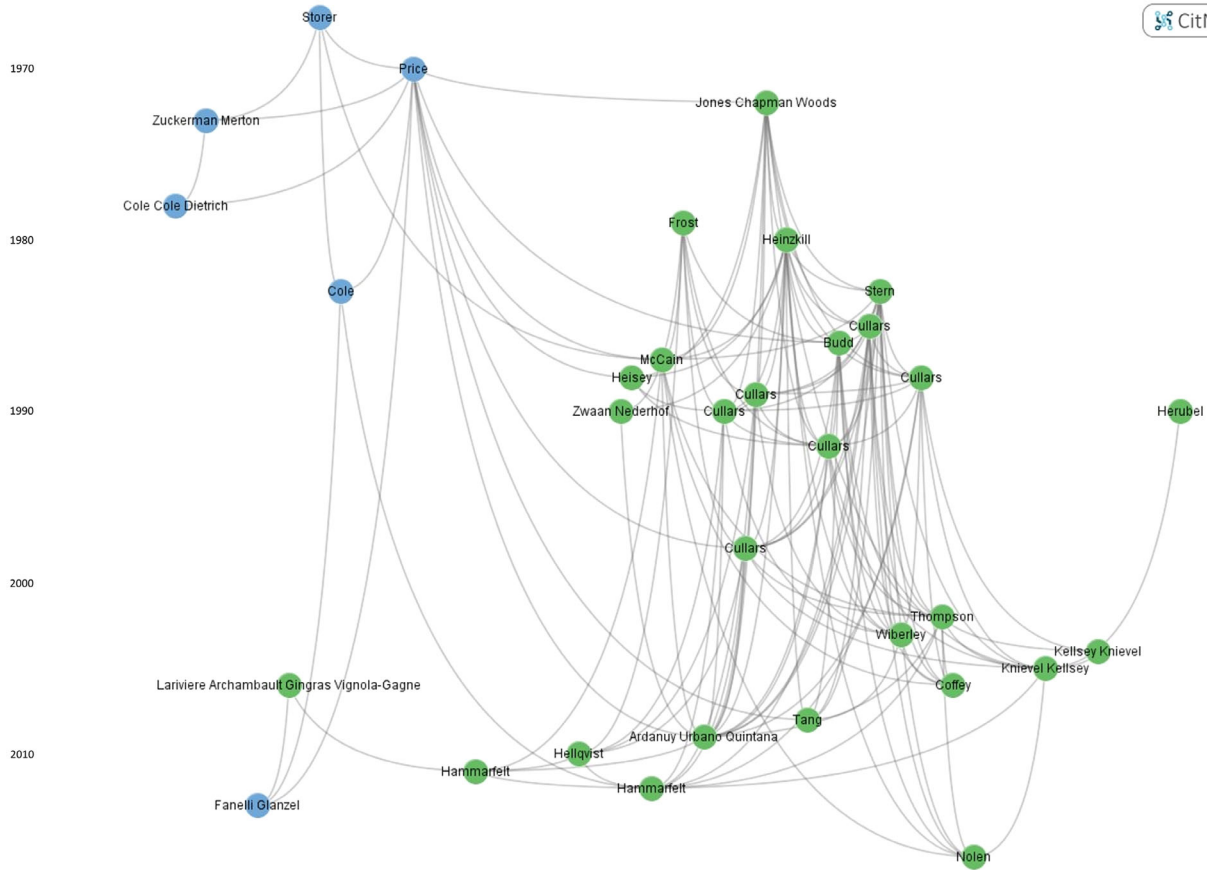 Storer
CitN
1970
Price
Jones Chapman Woods
Zuckerman Merton
Cole Cole Dietrich
Frost
1980
Heinzkill
Cole
Stern
Cullars
Budd
McCain
Heisey
Cullars
Cullars
Zwaan Nederhof
Cullars
1990
Herubel
Cullars
Cullars
2000
Thompson
Wiberley
Kellsey Knievel
Knievel Kellsey
Lariviere Archambault Gingras Vignola-Gagne
Coffey
Tang
Ardanuy Urbano Quintana
2010
Hellqvist
Hammarfelt
Hammarfelt
Fanelli Glanzel
Nolen